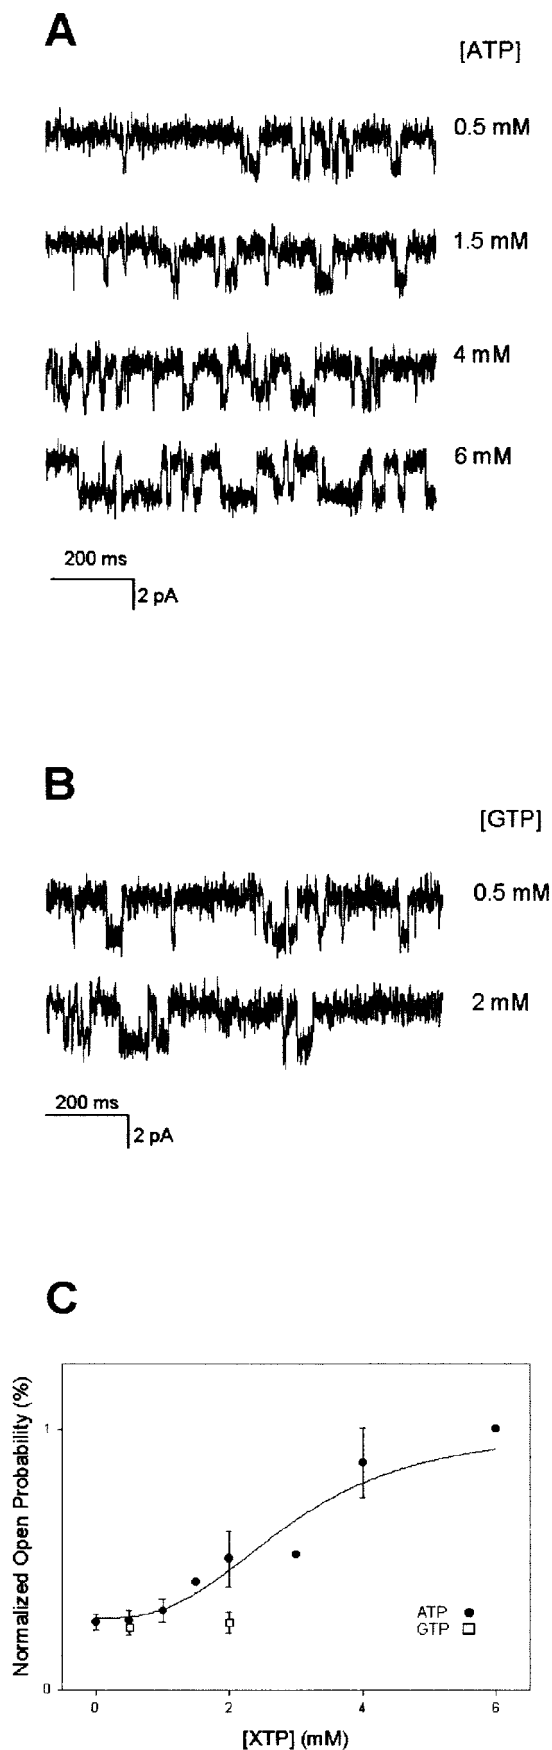 A
[ATP]
0.5 mM
1.5 mM
4 mM
6 mM
200 ms
2 pA
B
[GTP]
0.5 mM
2 mM
200 ms
2 pA
C
Normalized Open Probability (%)
1
0
ATP
GTP
0 2 4 6
[XTP] (mM)